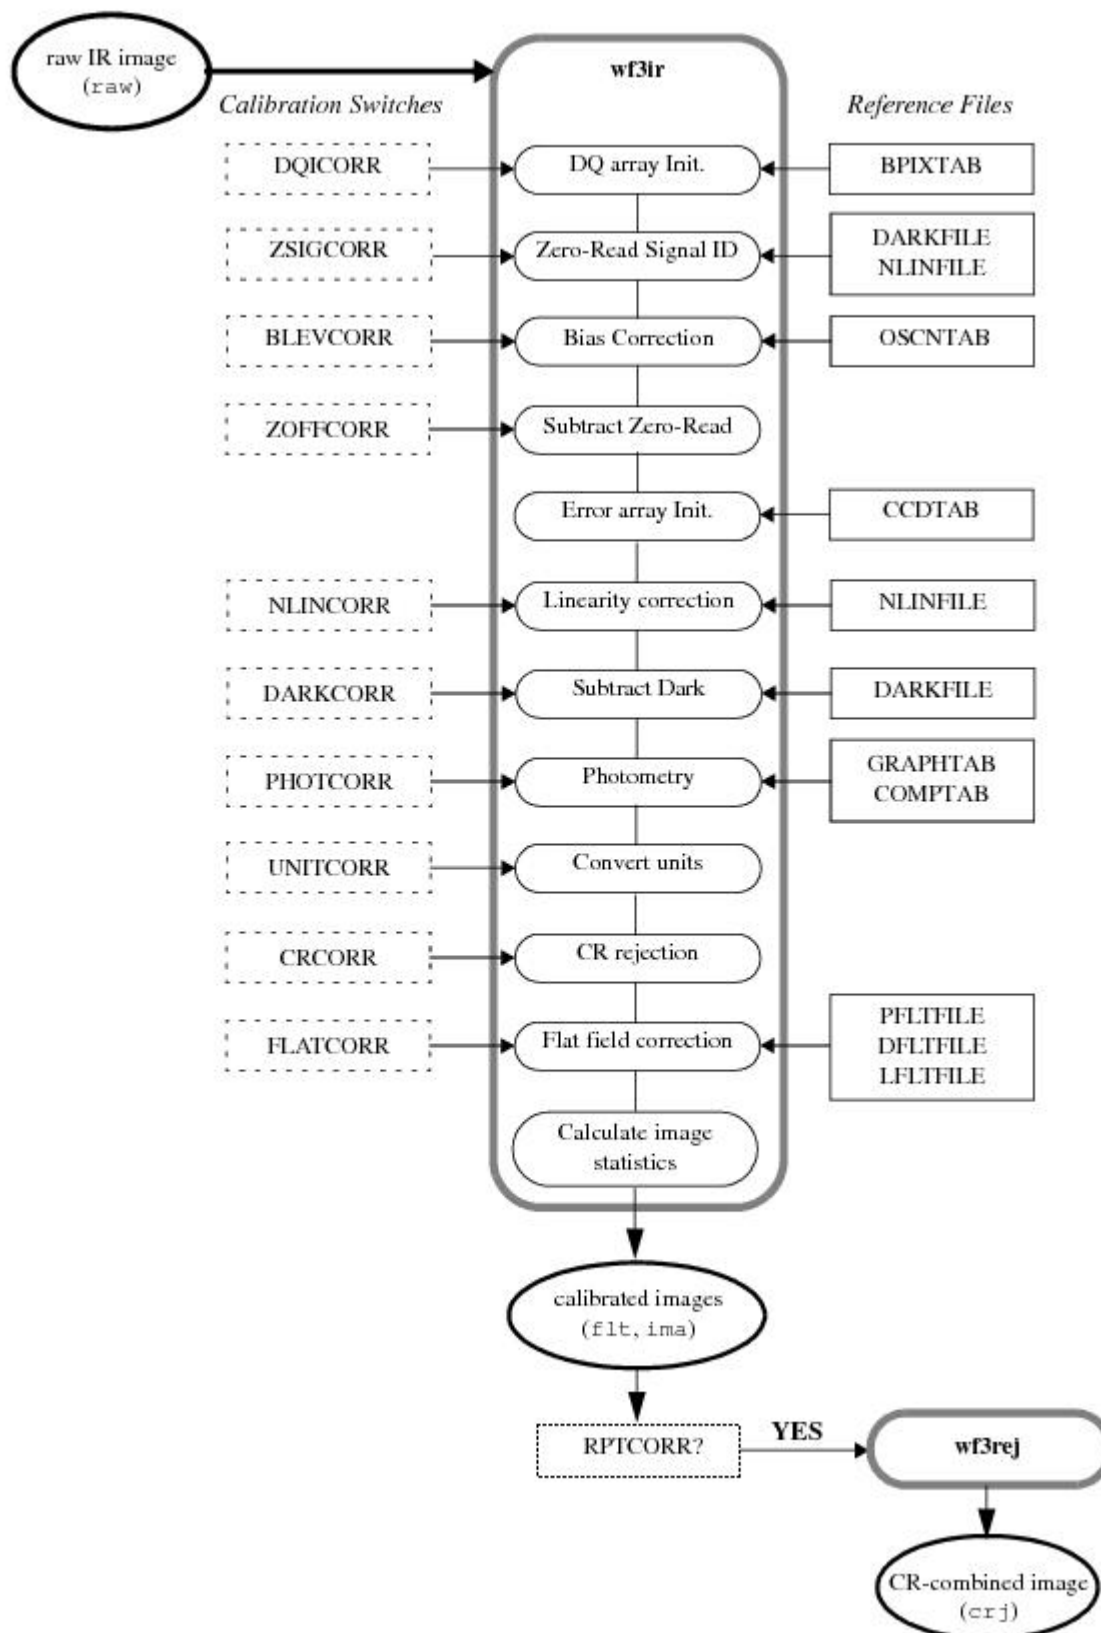 raw IR image
(raw)
wf3ir
Calibration Switches
Reference Files
DQICORR
DQ array Init.
BPIXTAB
ZSIGCORR
Zero-Read Signal ID
DARKFILE
NLINFILE
BLEVCORR
Bias Correction
OSCNTAB
ZOFFCORR
Subtract Zero-Read
Error array Init.
CCDTAB
NLINCORR
Linearity correction
NLINFILE
DARKCORR
Subtract Dark
DARKFILE
PHOTCORR
Photometry
GRAPHTAB
COMPTAB
UNITCORR
Convert units
CRCORR
CR rejection
FLATCORR
Flat field correction
PFLTFILE
DFLTFILE
LFLTFILE
Calculate image
statistics
calibrated images
(flt, ima)
RPTCORR?
YES
wf3rej
CR-combined image
(crj)